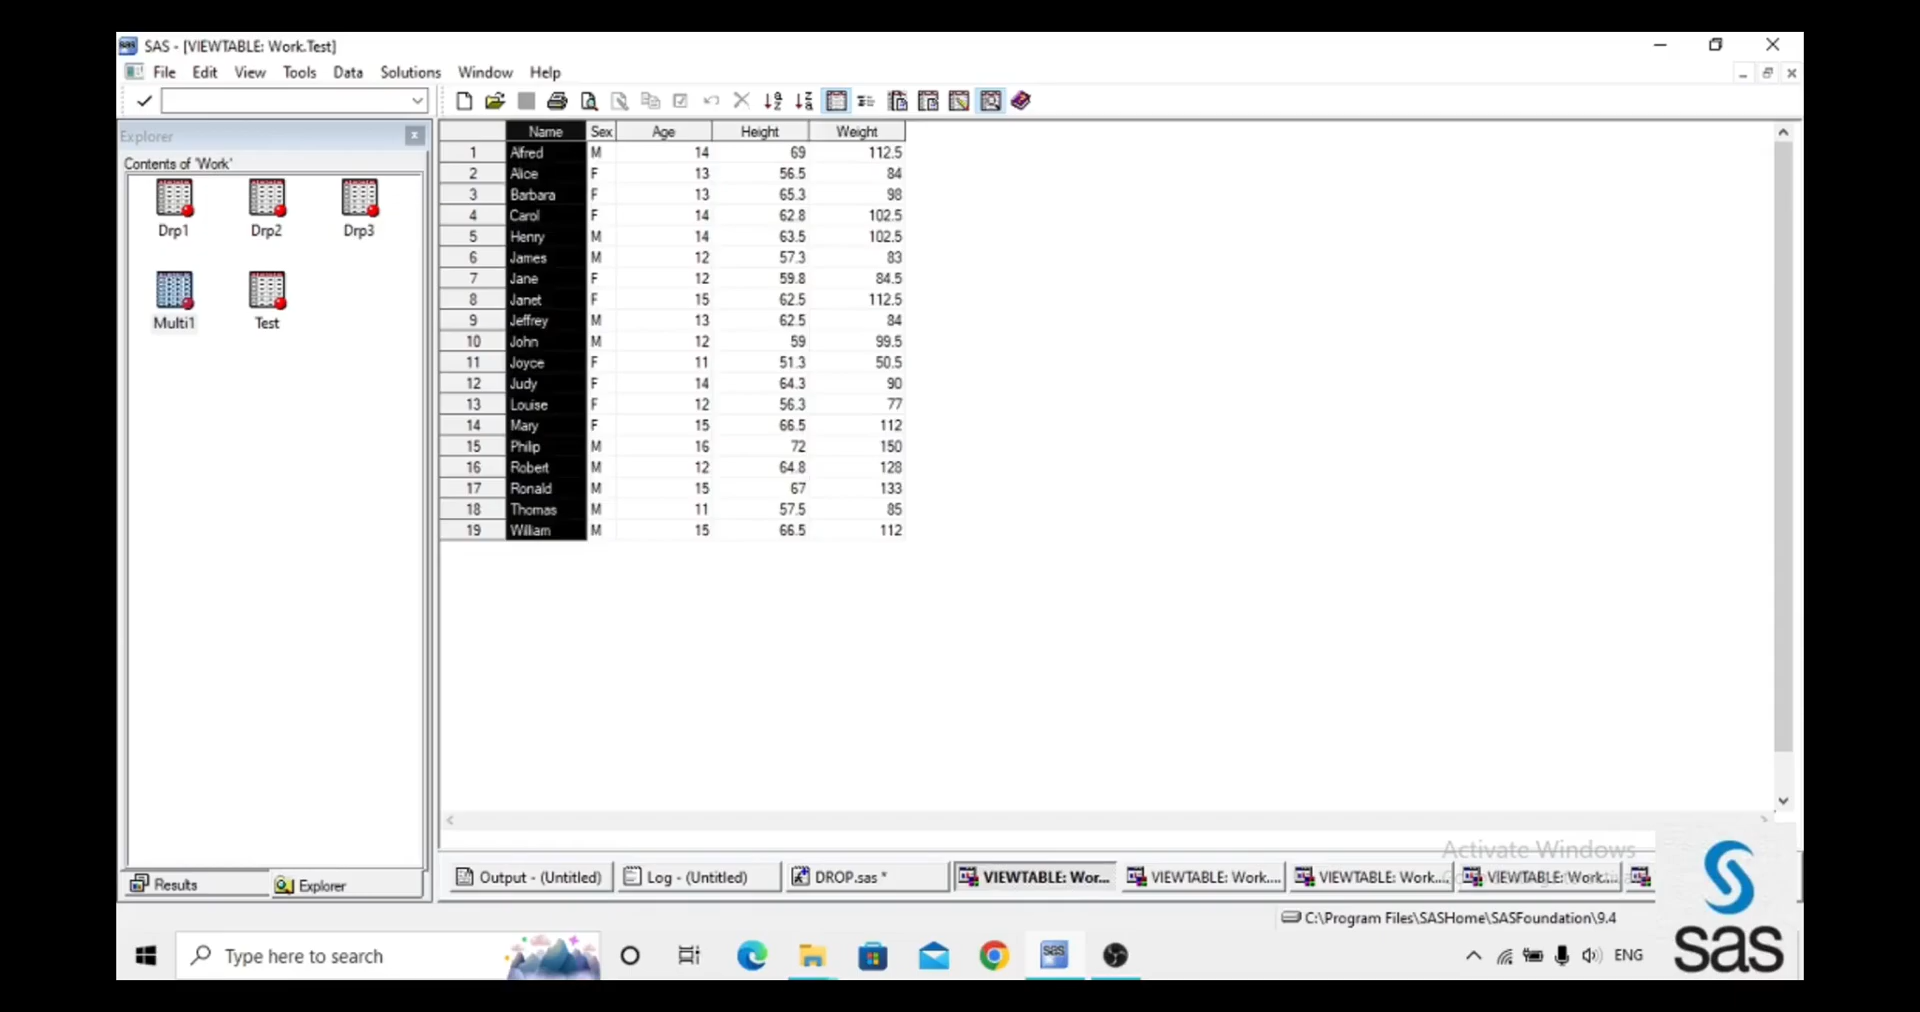 SAS - [VIEWTABLE: Work.Test]
File Edit View Tools Data Solutions Window Help
Explorer
Contents of 'Work'
Drp1 Drp2 Drp3
Multi1 Test
Name Sex Age Height Weight
1 Alfred M 14 69 112.5
2 Alice F 13 56.5 84
3 Barbara F 13 65.3 98
4 Carol F 14 62.8 102.5
5 Henry M 14 63.5 102.5
6 James M 12 57.3 83
7 Jane F 12 59.8 84.5
8 Janet F 15 62.5 112.5
9 Jeffrey M 13 62.5 84
10 John M 12 59 99.5
11 Joyce F 11 51.3 50.5
12 Judy F 14 64.3 90
13 Louise F 12 56.3 77
14 Mary F 15 66.5 112
15 Philip M 16 72 150
16 Robert M 12 64.8 128
17 Ronald M 15 67 133
18 Thomas M 11 57.5 85
19 William M 15 66.5 112
Activate Windows
Results Explorer
Output - (Untitled) Log - (Untitled) DROP.sas * VIEWTABLE: Wor... VIEWTABLE: Work.... VIEWTABLE: Work.... VIEWTABLE: Work....
C:\Program Files\SASHome\SASFoundation\9.4
Type here to search
ENG
sas